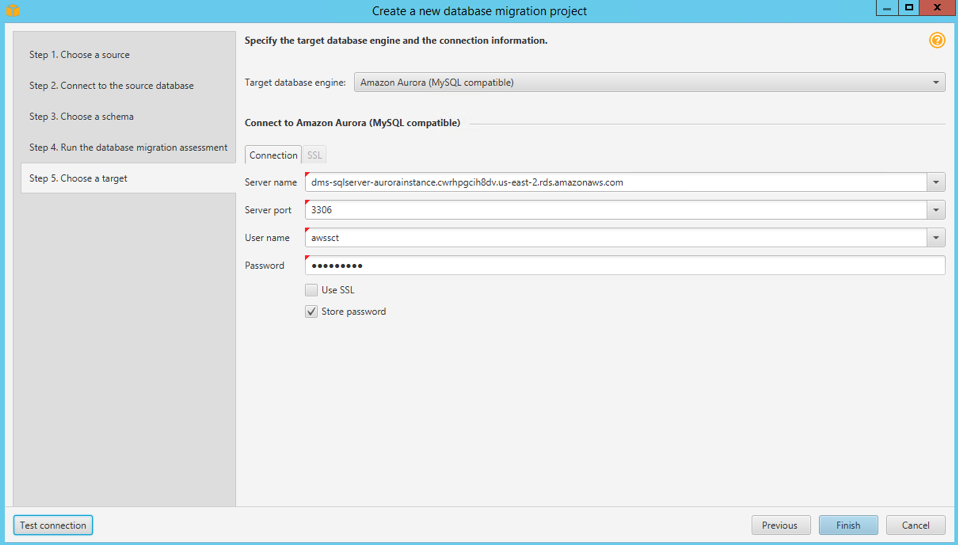 Create a new database migration project
Step 1. Choose a source
Step 2. Connect to the source database
Step 3. Choose a schema
Step 4. Run the database migration assessment
Step 5. Choose a target
Specify the target database engine and the connection information.
?
Target database engine: Amazon Aurora (MySQL compatible)
Connect to Amazon Aurora (MySQL compatible)
Connection SSL
Server name dms-sqlserver-aurorainstance.cwrhpgcih8dv.us-east-2.rds.amazonaws.com
Server port 3306
User name awssct
Password ●●●●●●●●●
Use SSL
Store password
Test connection Previous Finish Cancel